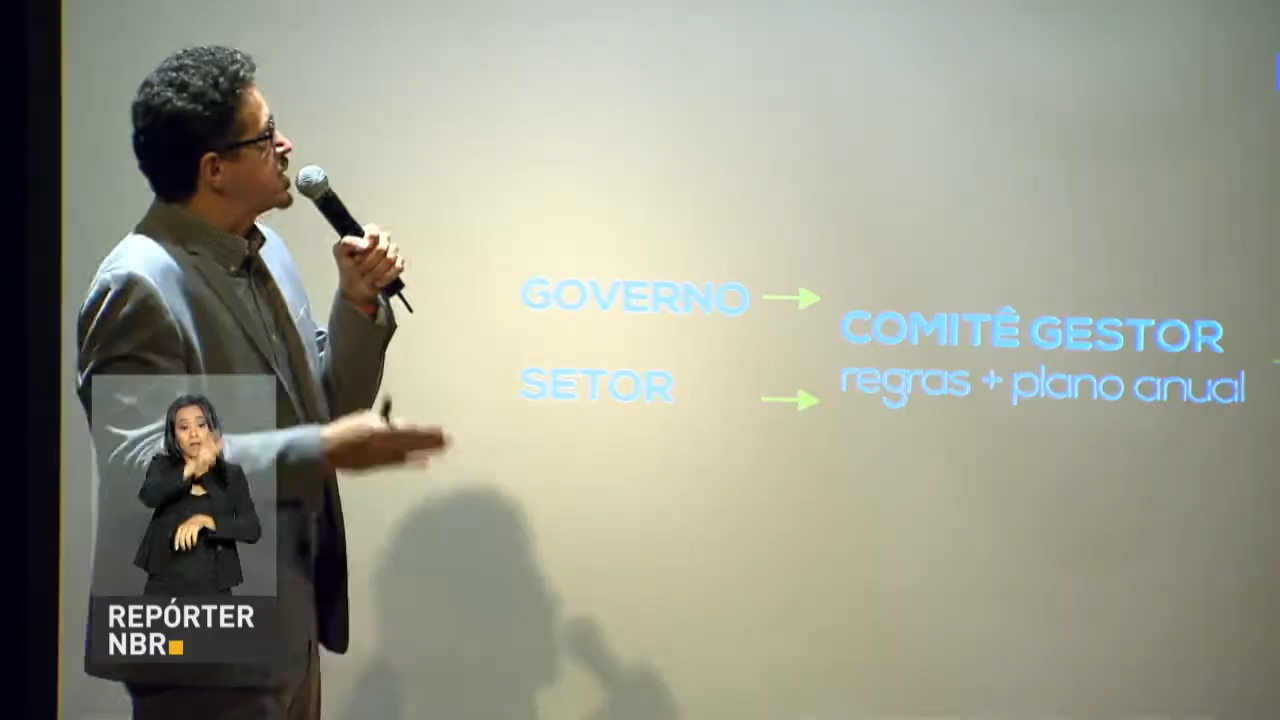 GOVERNO
SETOR
COMITÊ GESTOR
regras + plano anual
REPÓRTER
NBR